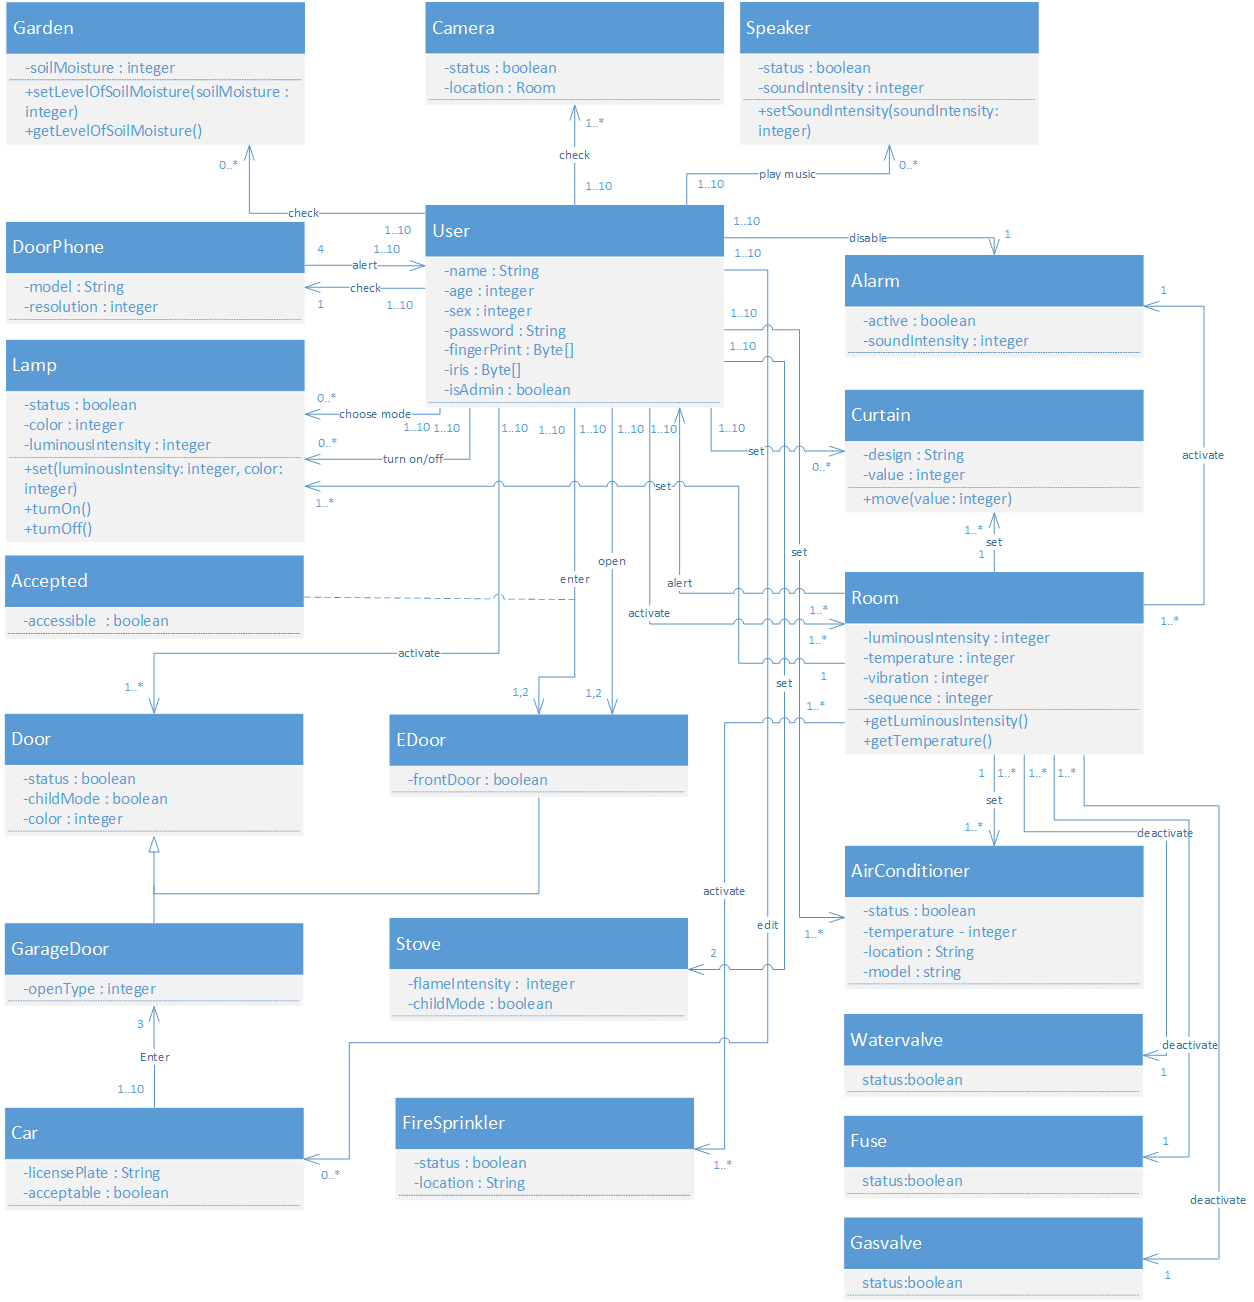 Garden
-soilMoisture : integer
+setLevelOfSoilMoisture(soilMoisture :
integer)
+getLevelOfSoilMoisture()
Camera
-status : boolean
-location : Room
Speaker
-status : boolean
-soundIntensity : integer
+setSoundIntensity(soundIntensity:
integer)
1..*
check
1..10
0..*
play music
1..10
0..*
check
1..10
DoorPhone
-model : String
-resolution : integer
4
1..10
alert
check
1
1..10
User
-name : String
-age : integer
-sex : integer
-password : String
-fingerPrint : Byte[]
-iris : Byte[]
-isAdmin : boolean
1..10
disable
1
1..10
1..10
1..10
Alarm
-active : boolean
-soundIntensity : integer
1
activate
1..*
Lamp
-status : boolean
-color : integer
-luminousIntensity : integer
+set(luminousIntensity: integer, color:
integer)
+turnOn()
+turnOff()
0..*
choose mode
1..10
1..10
1..10
1..10
1..10
1..10
1..10
1..10
0..*
turn on/off
set
1..*
Curtain
-design : String
-value : integer
+move(value: integer)
set
0..*
1..*
set
1
Accepted
-accessible : boolean
enter
open
set
alert
1..*
activate
1..*
Room
-luminousIntensity : integer
-temperature : integer
-vibration : integer
-sequence : integer
+getLuminousIntensity()
+getTemperature()
1
1..*
activate
1..*
1,2
1,2
set
Door
-status : boolean
-childMode : boolean
-color : integer
EDoor
-frontDoor : boolean
1
1..*
1..*
1..*
set
1..*
deactivate
AirConditioner
-status : boolean
-temperature - integer
-location : String
-model : string
1..*
activate
edit
GarageDoor
-openType : integer
Stove
-flameIntensity : integer
-childMode : boolean
2
3
Enter
1..10
Watervalve
status:boolean
deactivate
1
Car
-licensePlate : String
-acceptable : boolean
0..*
FireSprinkler
-status : boolean
-location : String
1..*
Fuse
status:boolean
1
deactivate
Gasvalve
status:boolean
1